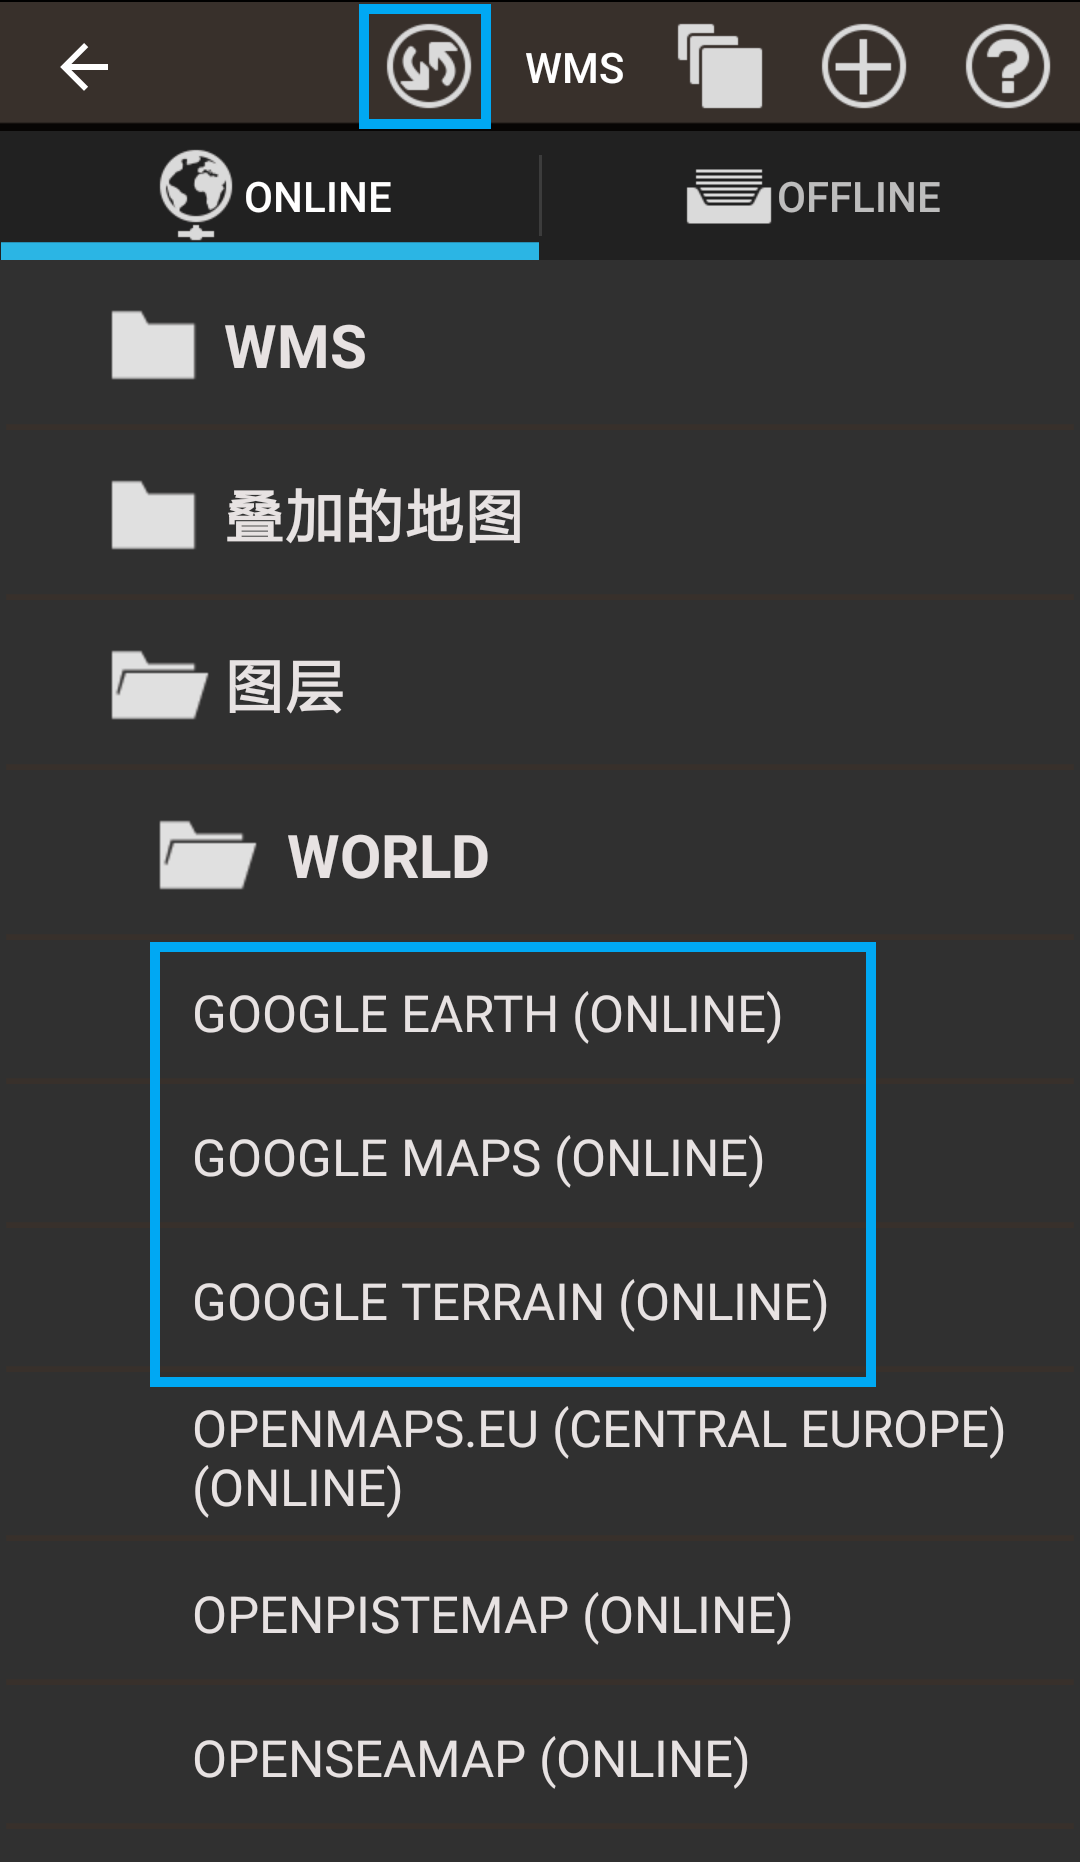 WMS
ONLINE
OFFLINE
WMS
叠加的地图
图层
WORLD
GOOGLE EARTH (ONLINE)
GOOGLE MAPS (ONLINE)
GOOGLE TERRAIN (ONLINE)
OPENMAPS.EU (CENTRAL EUROPE)
(ONLINE)
OPENPISTEMAP (ONLINE)
OPENSEAMAP (ONLINE)